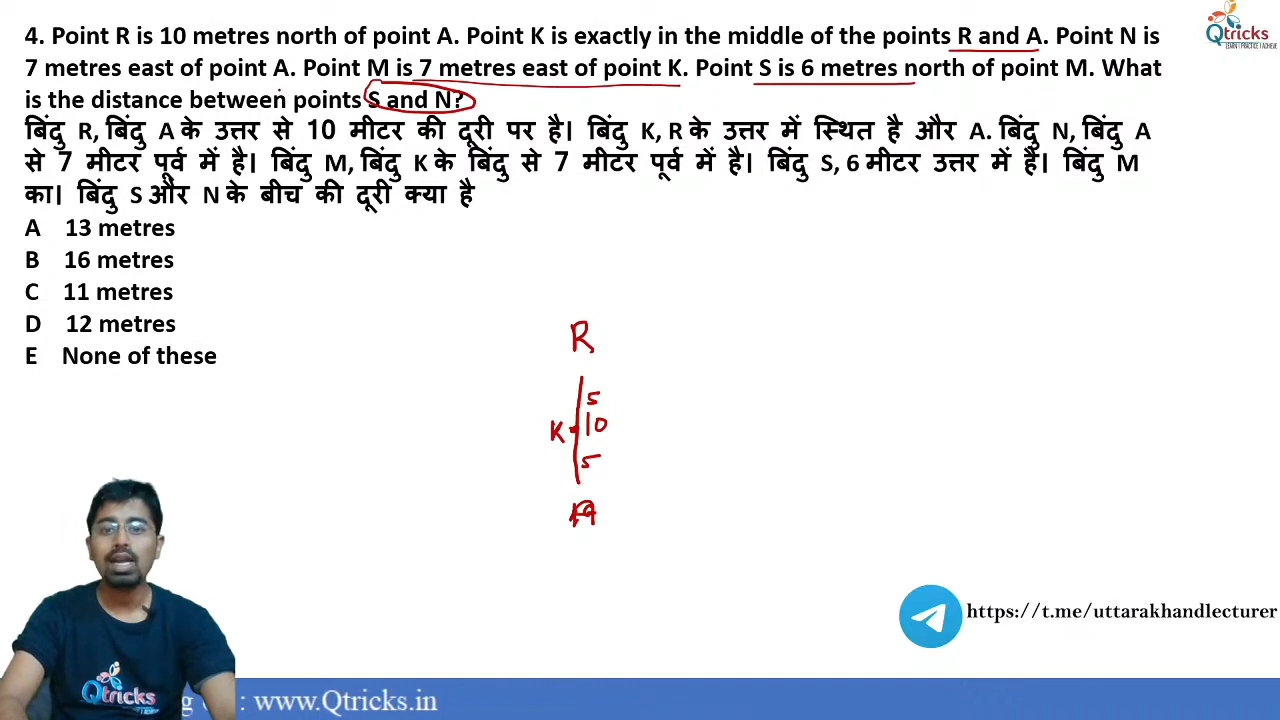 4. Point R is 10 metres north of point A. Point K is exactly in the middle of the points R and A. Point N is
7 metres east of point A. Point M is 7 metres east of point K. Point S is 6 metres north of point M. What
is the distance between points S and N?
बिंदु R, बिंदु A के उत्तर से 10 मीटर की दूरी पर है। बिंदु K, R के उत्तर में स्थित है और A. बिंदु N, बिंदु A
से 7 मीटर पूर्व में है। बिंदु M, बिंदु K के बिंदु से 7 मीटर पूर्व में है। बिंदु S, 6 मीटर उत्तर में है। बिंदु M
का। बिंदु S और N के बीच की दूरी क्या है
A 13 metres
B 16 metres
C 11 metres
D 12 metres
E None of these
R
5
K 10
5
Qtricks
LEARN | PRACTICE | ACHIEVE
https://t.me/uttarakhandlecturer
Qtricks
: www.Qtricks.in